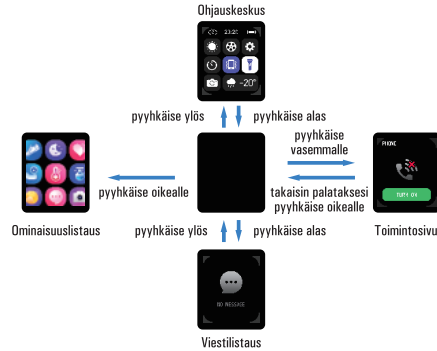 Ohjauskeskus
23:20
-20°
pyyhkäise ylös
pyyhkäise alas
pyyhkäise
vasemmalle
PHONE
TURN ON
pyyhkäise oikealle
takaisin palataksesi
pyyhkäise oikealle
Ominaisuuslistaus
pyyhkäise ylös
pyyhkäise alas
Toimintosivu
NO MESSAGE
Viestilistaus